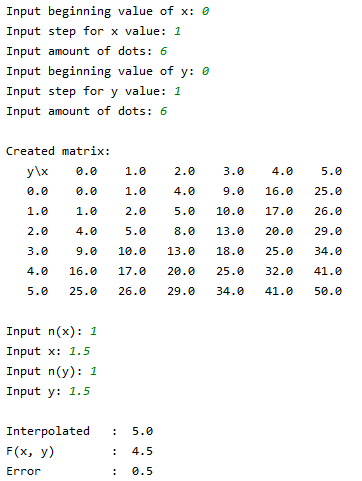 Input beginning value of x: 0
Input step for x value: 1
Input amount of dots: 6
Input beginning value of y: 0
Input step for y value: 1
Input amount of dots: 6
Created matrix:
y\x 0.0 1.0 2.0 3.0 4.0 5.0
0.0 0.0 1.0 4.0 9.0 16.0 25.0
1.0 1.0 2.0 5.0 10.0 17.0 26.0
2.0 4.0 5.0 8.0 13.0 20.0 29.0
3.0 9.0 10.0 13.0 18.0 25.0 34.0
4.0 16.0 17.0 20.0 25.0 32.0 41.0
5.0 25.0 26.0 29.0 34.0 41.0 50.0
Input n(x): 1
Input x: 1.5
Input n(y): 1
Input y: 1.5
Interpolated : 5.0
F(x, y) : 4.5
Error : 0.5